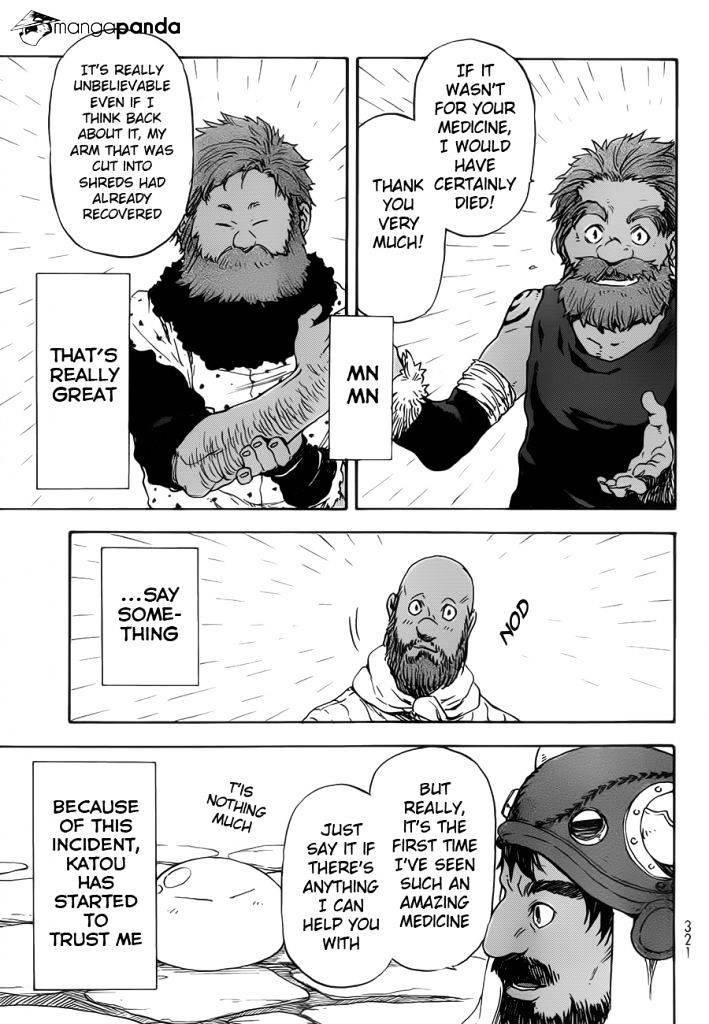 mangapanda
IF IT
WASN'T
FOR YOUR
MEDICINE,
I WOULD
HAVE
CERTAINLY
DIED!
THANK
YOU
VERY
MUCH!
MN
MN
IT'S REALLY
UNBELIEVABLE
EVEN IF I
THINK BACK
ABOUT IT, MY
ARM THAT WAS
CUT INTO
SHREDS HAD
ALREADY
RECOVERED
THAT'S
REALLY
GREAT
NOD
...SAY
SOME-
THING
BUT
REALLY,
IT'S THE
FIRST TIME
I'VE SEEN
SUCH AN
AMAZING
MEDICINE
JUST
SAY IT IF
THERE'S
ANYTHING
I CAN
HELP YOU
WITH
T'IS
NOTHING
MUCH
BECAUSE
OF THIS
INCIDENT,
KATOU
HAS
STARTED
TO
TRUST ME
321